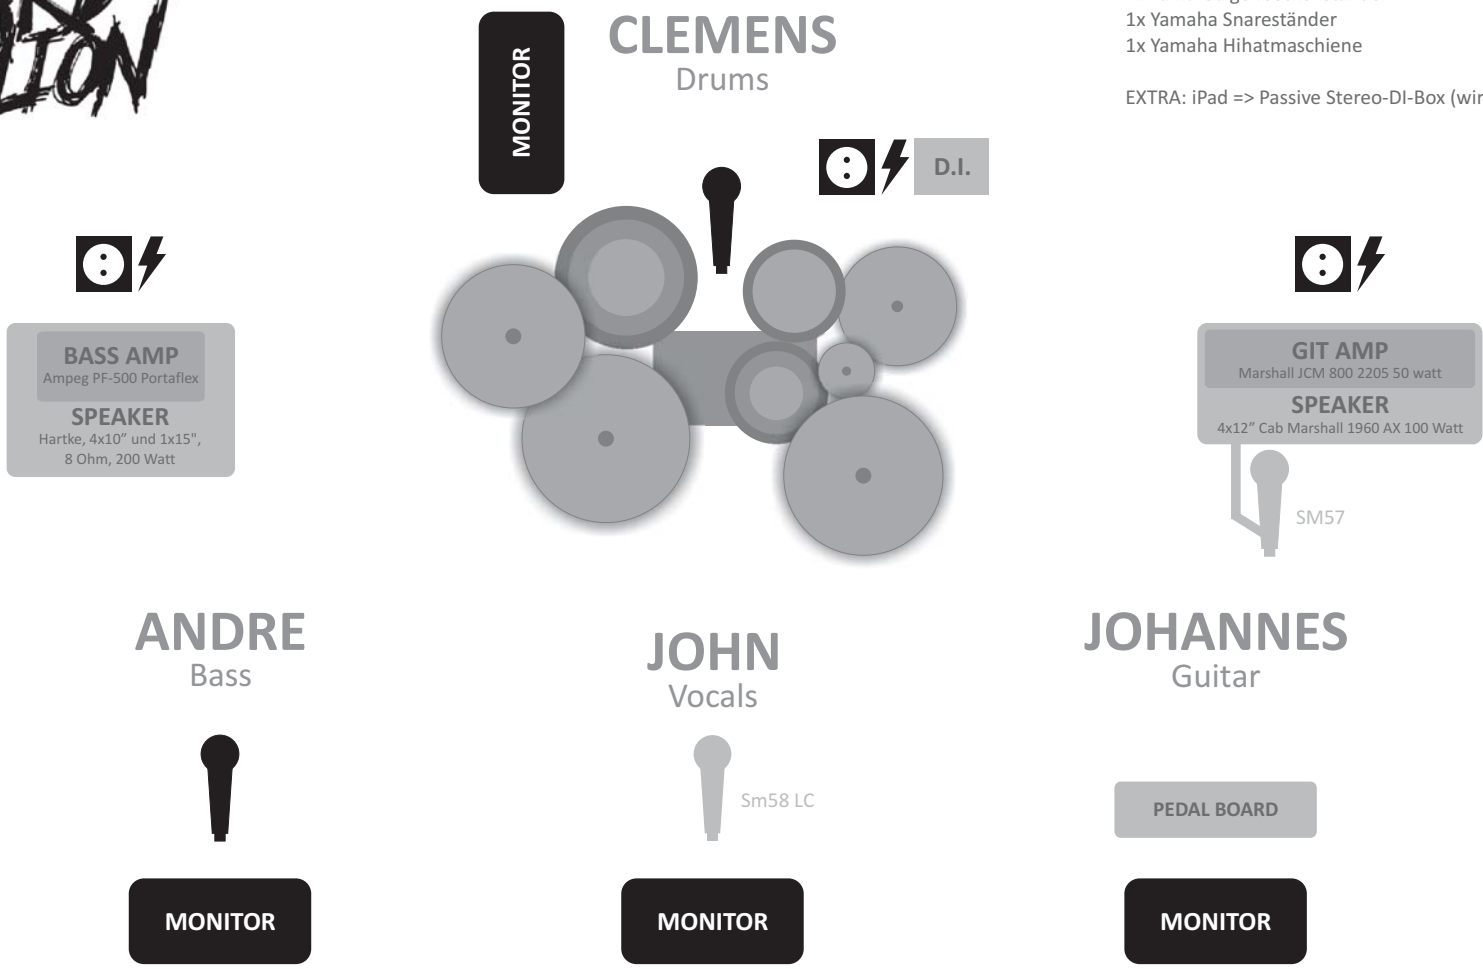 LION
CLEMENS
Drums
MONITOR
1x Yamaha Snareständer
1x Yamaha Hihatmaschiene
EXTRA: iPad => Passive Stereo-DI-Box
D.I.
BASS AMP
Ampeg PF-500 Portaflex
SPEAKER
Hartke, 4x10” und 1x15",
8 Ohm, 200 Watt
GIT AMP
Marshall JCM 800 2205 50 watt
SPEAKER
4x12” Cab Marshall 1960 AX 100 Watt
SM57
ANDRE
Bass
JOHN
Vocals
JOHANNES
Guitar
Sm58 LC
PEDAL BOARD
MONITOR
MONITOR
MONITOR